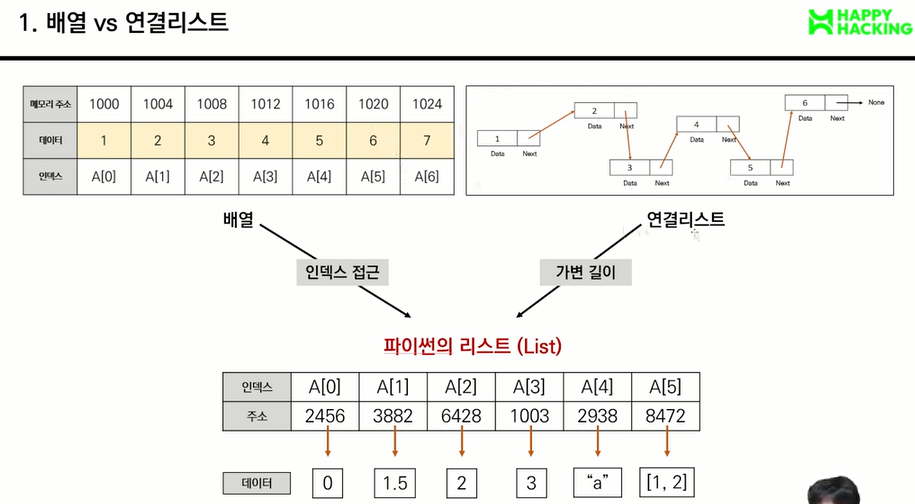 1. 배열 vs 연결리스트
HAPPY
HACKING
메모리 주소 1000 1004 1008 1012 1016 1020 1024
데이터 1 2 3 4 5 6 7
인덱스 A[0] A[1] A[2] A[3] A[4] A[5] A[6]
1
Data Next
2
Data Next
3
Data Next
4
Data Next
5
Data Next
6 None
Data Next
배열 연결리스트
인덱스 접근 가변 길이
파이썬의 리스트 (List)
인덱스 A[0] A[1] A[2] A[3] A[4] A[5]
주소 2456 3882 6428 1003 2938 8472
데이터 0 1.5 2 3 “a” [1, 2]